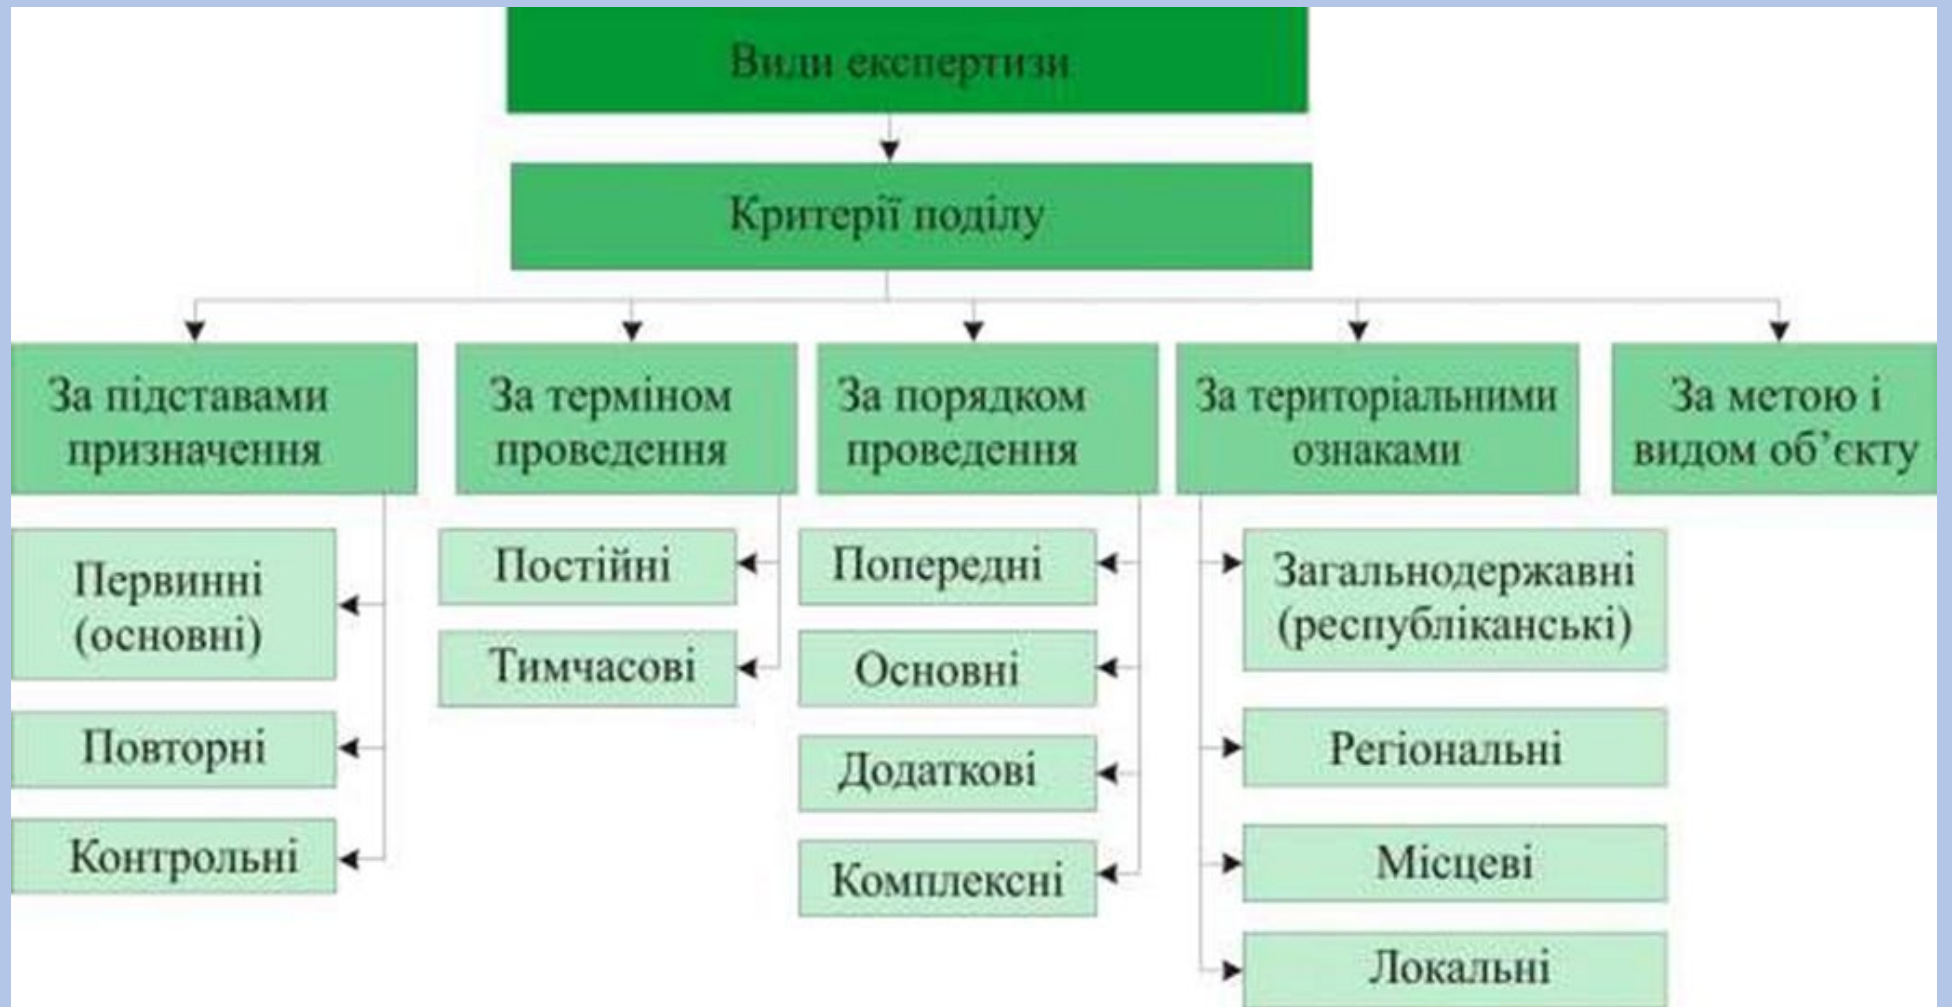 Види експертизи
Критерії поділу
За підставами
призначення
За терміном
проведення
За порядком
проведення
За територіальними
ознаками
За метою і
видом об’єкту
Первинні
(основні)
Повторні
Контрольні
Постійні
Тимчасові
Попередні
Основні
Додаткові
Комплексні
Загальнодержавні
(республіканські)
Регіональні
Місцеві
Локальні